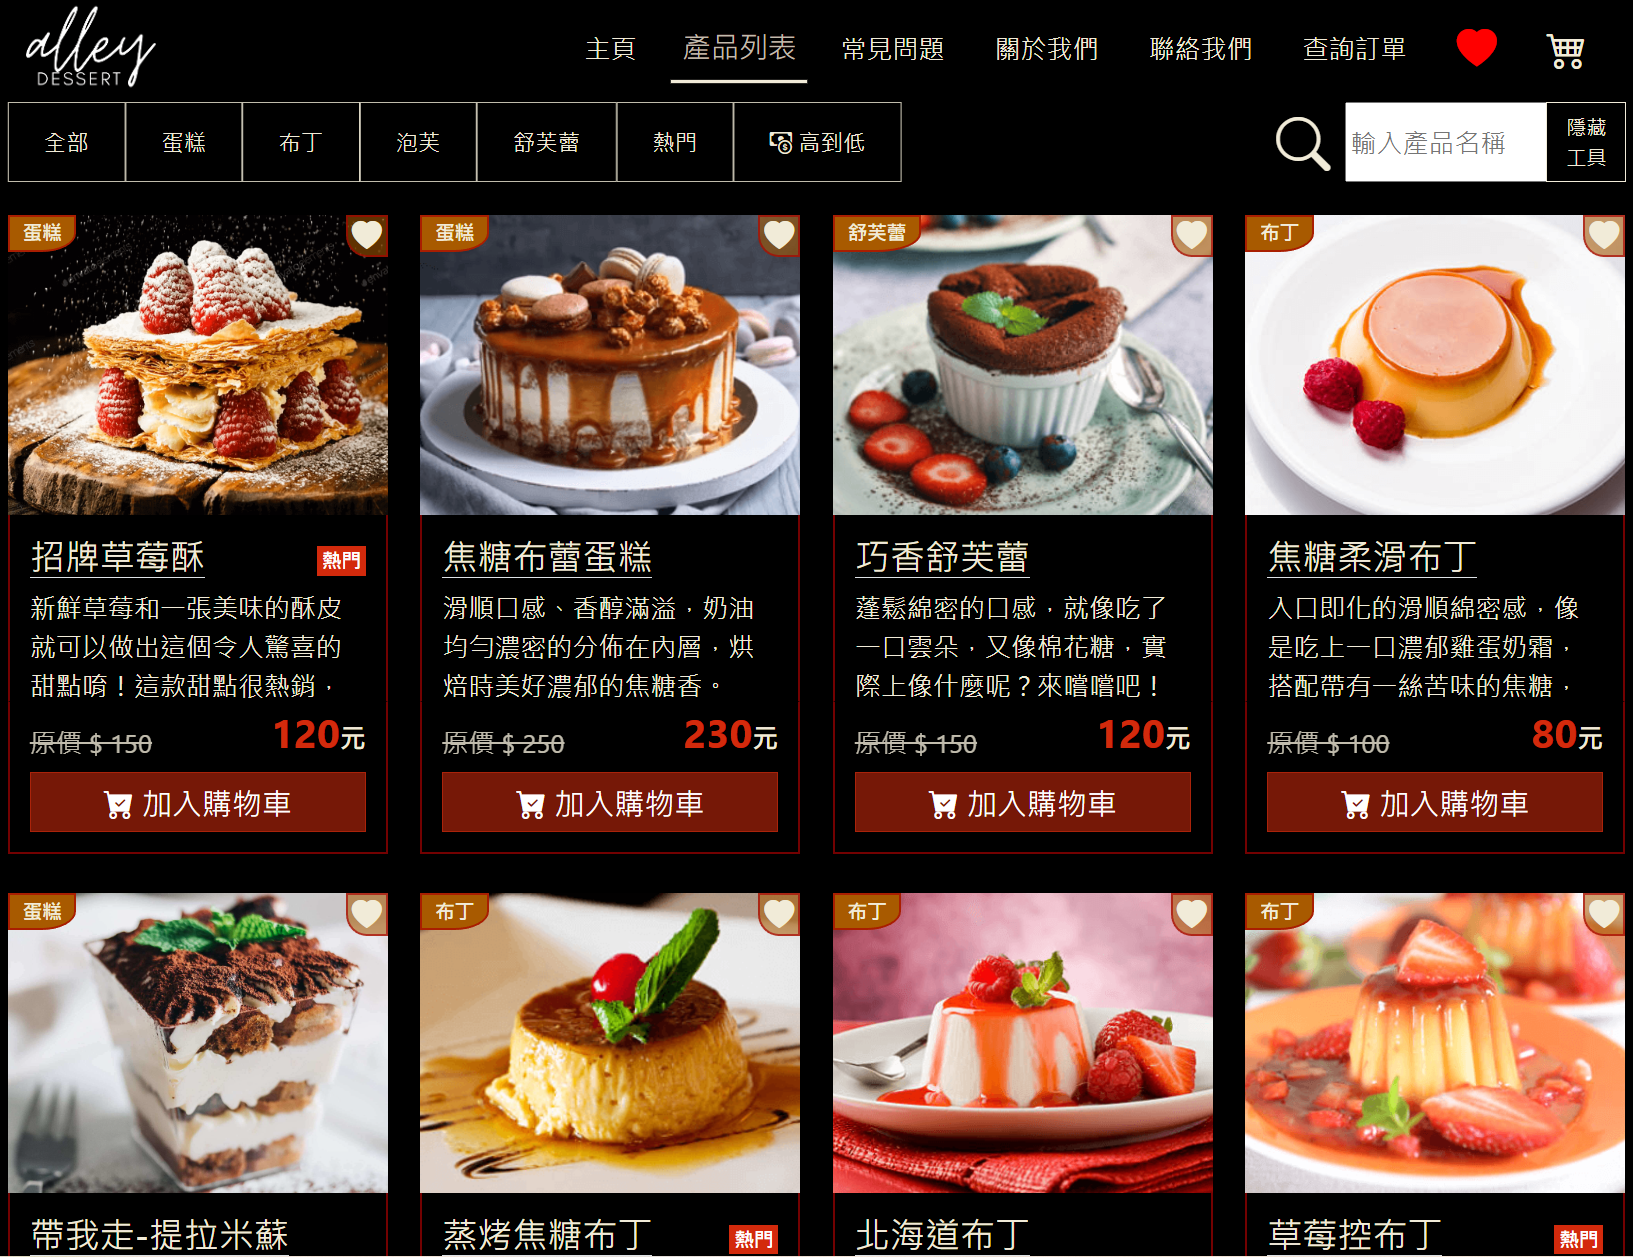 alley
DESSERT
主頁
產品列表
常見問題
關於我們
聯絡我們
查詢訂單
全部
蛋糕
布丁
泡芙
舒芙蕾
熱門
高到低
輸入產品名稱
隱藏
工具
蛋糕
蛋糕
舒芙蕾
布丁
招牌草莓酥
熱門
新鮮草莓和一張美味的酥皮
就可以做出這個令人驚喜的
甜點唷！這款甜點很熱銷，
原價 $ 150
120元
加入購物車
焦糖布蕾蛋糕
滑順口感、香醇滿溢，奶油
均勻濃密的分佈在內層，烘
焙時美好濃郁的焦糖香。
原價 $ 250
230元
加入購物車
巧香舒芙蕾
蓬鬆綿密的口感，就像吃了
一口雲朵，又像棉花糖，實
際上像什麼呢？來嚐嚐吧！
原價 $ 150
120元
加入購物車
焦糖柔滑布丁
入口即化的滑順綿密感，像
是吃上一口濃郁雞蛋奶霜，
搭配帶有一絲苦味的焦糖，
原價 $ 100
80元
加入購物車
蛋糕
布丁
布丁
布丁
帶我走-提拉米蘇
蒸烤焦糖布丁
熱門
北海道布丁
草莓控布丁
熱門